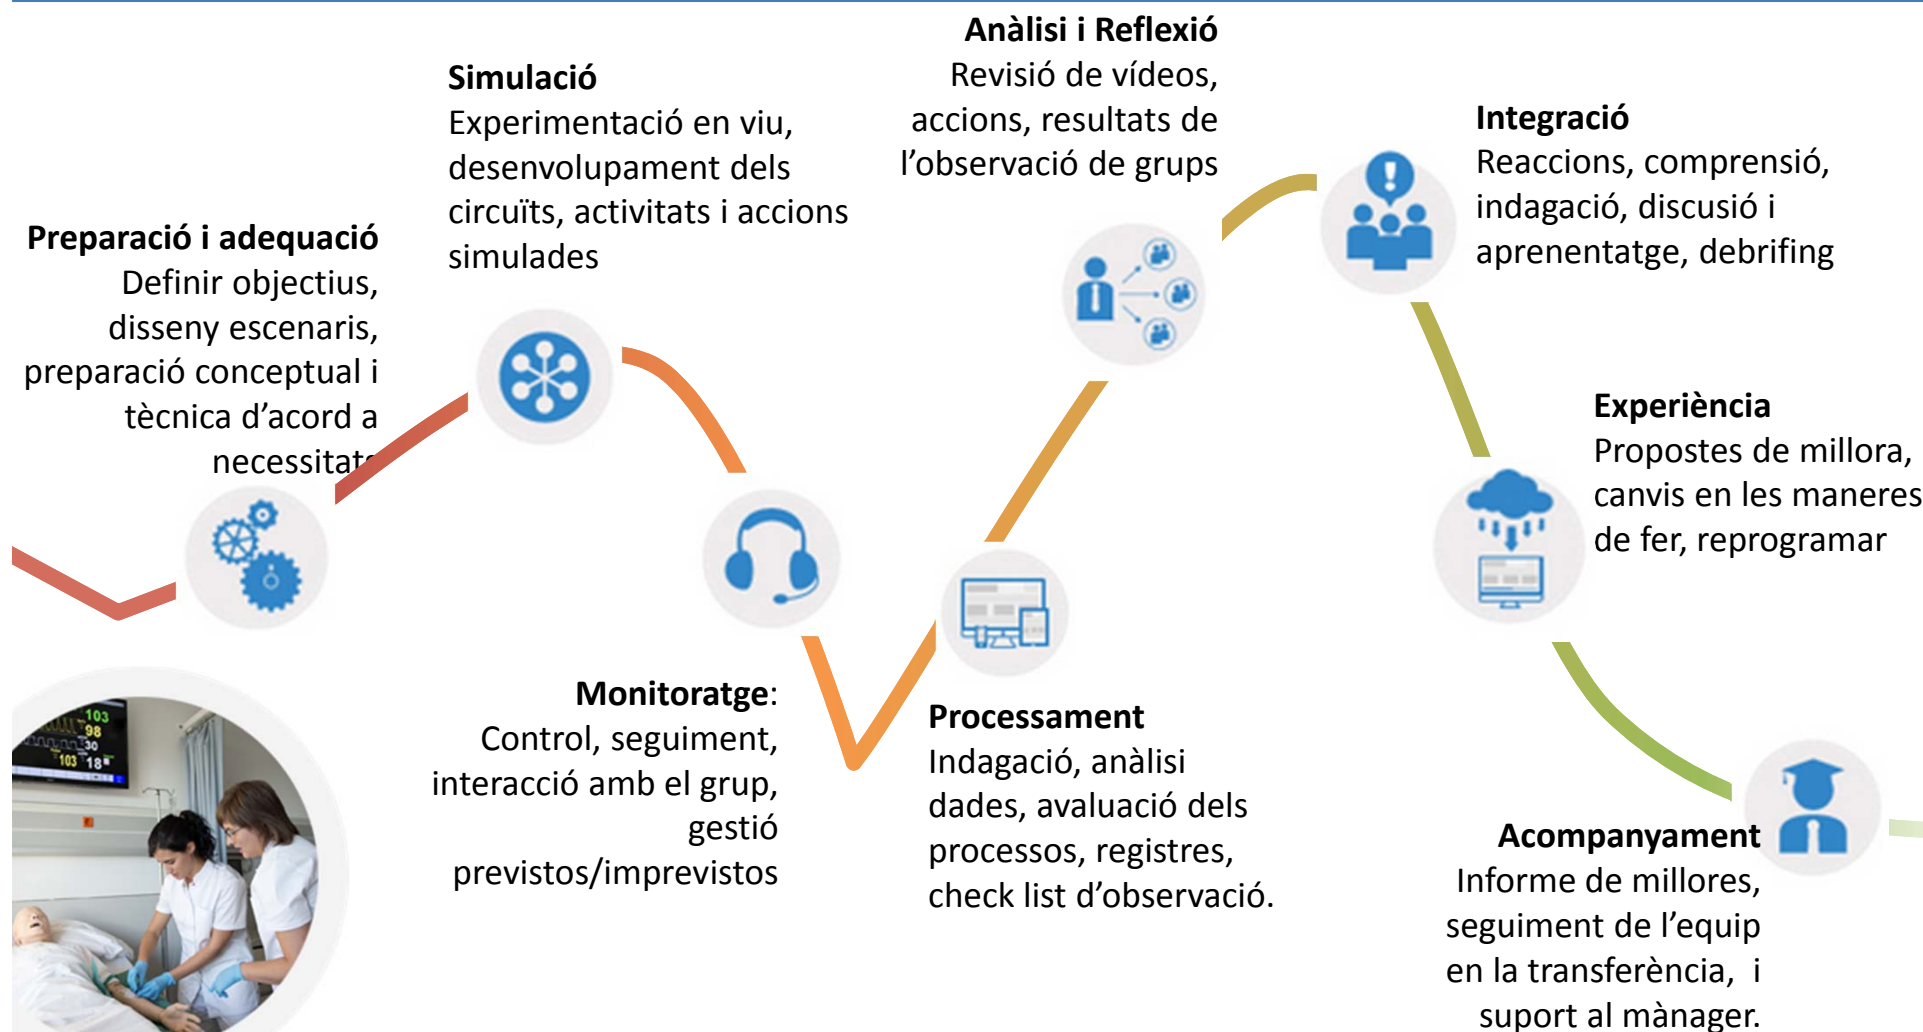 Preparació i adequació
Definir objectius,
disseny escenaris,
preparació conceptual i
tècnica d’acord a
necessitats
Simulació
Experimentació en viu,
desenvolupament dels
circuïts, activitats i accions
simulades
Monitoratge:
Control, seguiment,
interacció amb el grup,
gestió
previstos/imprevistos
Processament
Indagació, anàlisi
dades, avaluació dels
processos, registres,
check list d’observació.
Anàlisi i Reflexió
Revisió de vídeos,
accions, resultats de
l’observació de grups
Integració
Reaccions, comprensió,
indagació, discusió i
aprenentatge, debrifing
Experiència
Propostes de millora,
canvis en les maneres
de fer, reprogramar
Acompanyament
Informe de millores,
seguiment de l’equip
en la transferència,  i
suport al mànager.
103
98
30
103 18